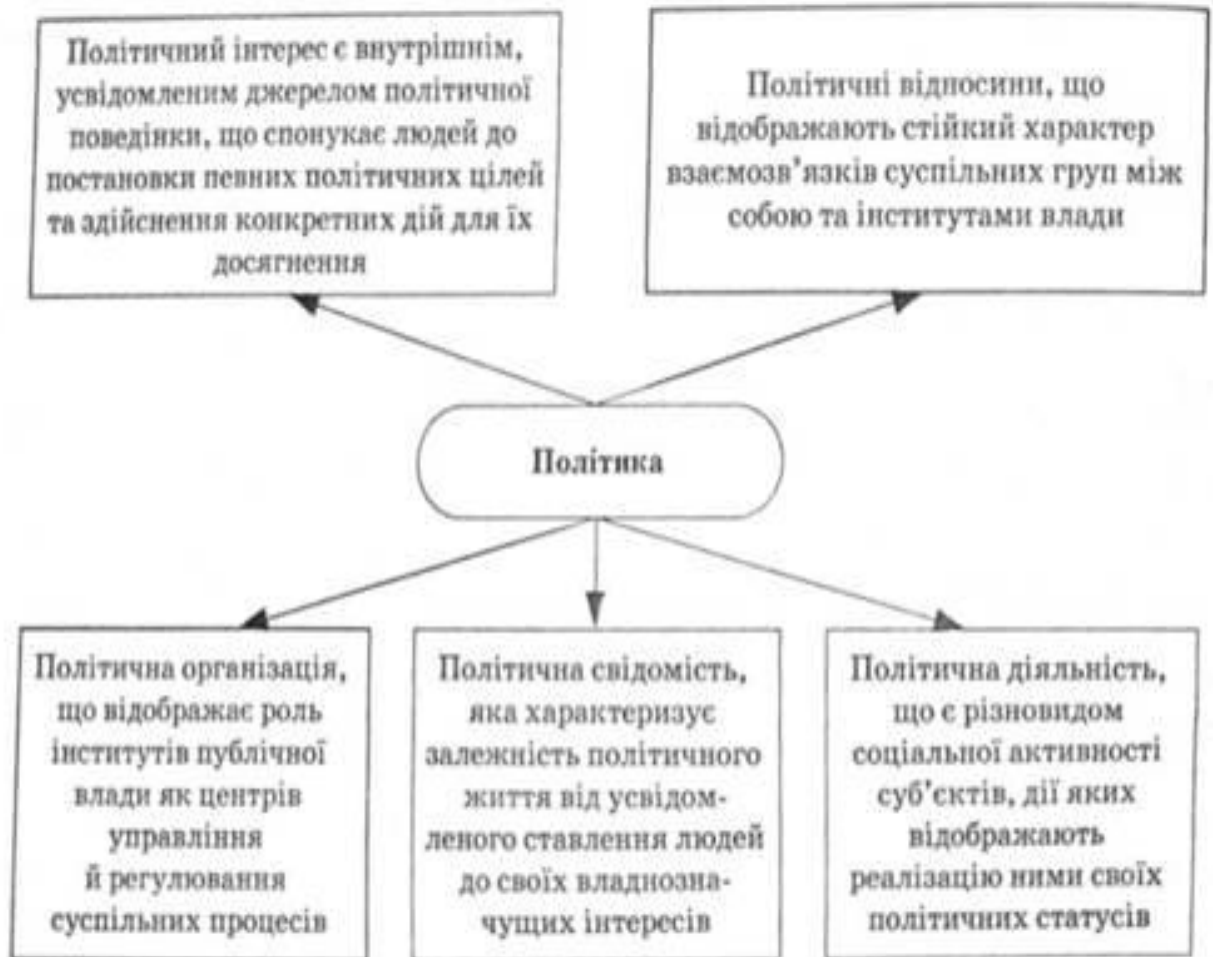 Політичний інтерес є внутрішнім,
усвідомленим джерелом політичної
поведінки, що спонукає людей до
постановки певних політичних цілей
та здійснення конкретних дій для їх
досягнення
Політичні відносини, що
відображають стійкий характер
взаємозв’язків суспільних груп між
собою та інститутами влади
Політика
Політична організація,
що відображає роль
інститутів публічної
влади як центрів
управління
й регулювання
суспільних процесів
Політична свідомість,
яка характеризує
залежність політичного
життя від усвідом-
леного ставлення людей
до своїх владнозна-
чущих інтересів
Політична діяльність,
що є різновидом
соціальної активності
суб’єктів, дії яких
відображають
реалізацію ними своїх
політичних статусів